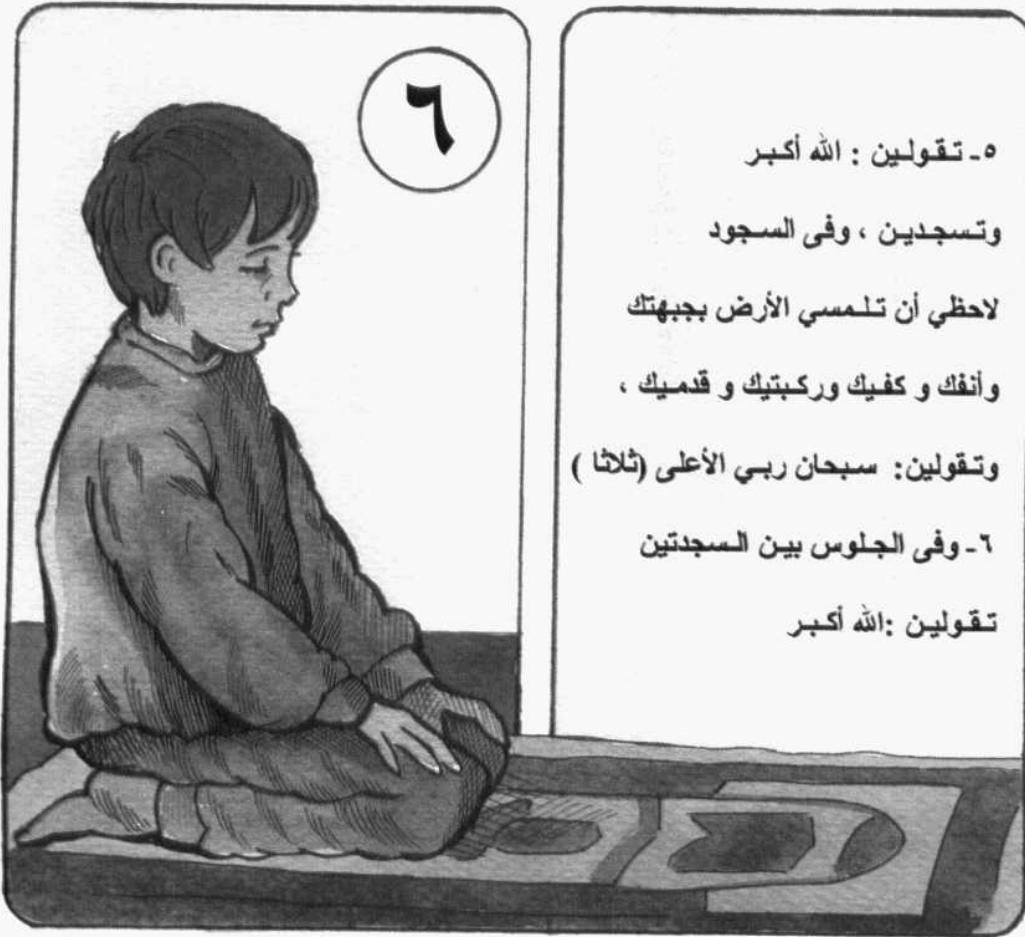 ٦
٥- تقولين : الله أكبر
وتسجدين ، وفى السجود
لاحظي أن تلمسي الأرض بجبهتك
وأنفك و كفيك وركبتيك و قدميك ،
وتقولين: سبحان ربي الأعلى (ثلاثا )
٦- وفى الجلوس بين السجدتين
تقولين :الله أكبر